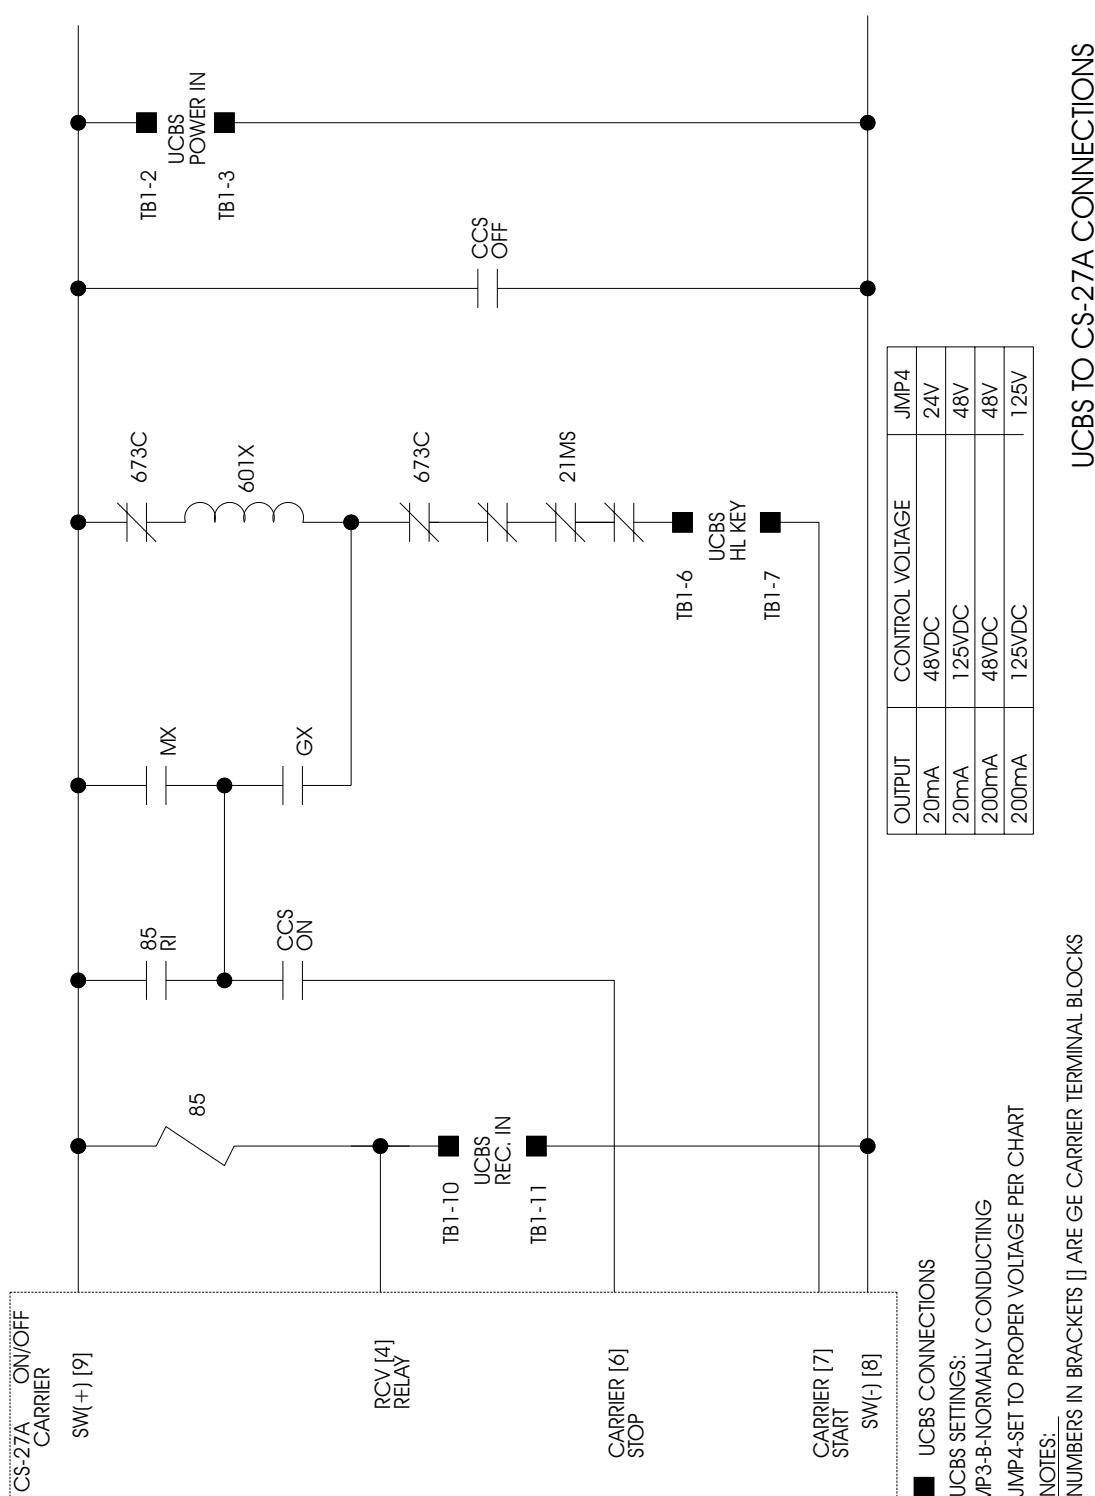 UCBS TO CS-27A CONNECTIONS
CS-27A ON/OFF
CARRIER
SW(+) [9]
RCV [4]
RELAY
CARRIER [6]
STOP
CARRIER [7]
START
SW(-) [8]
85
TB1-10
UCBS
REC. IN
TB1-11
85
RI
CCS
ON
MX
GX
673C
601X
673C
21MS
TB1-6
UCBS
HL KEY
TB1-7
CCS
OFF
TB1-2
UCBS
POWER IN
TB1-3
OUTPUT CONTROL VOLTAGE JMP4
20mA 48VDC 24V
20mA 125VDC 48V
200mA 48VDC 48V
200mA 125VDC 125V
UCBS CONNECTIONS
UCBS SETTINGS:
MP3-B-NORMALLY CONDUCTING
JMP4-SET TO PROPER VOLTAGE PER CHART
NOTES:
NUMBERS IN BRACKETS [] ARE GE CARRIER TERMINAL BLOCKS